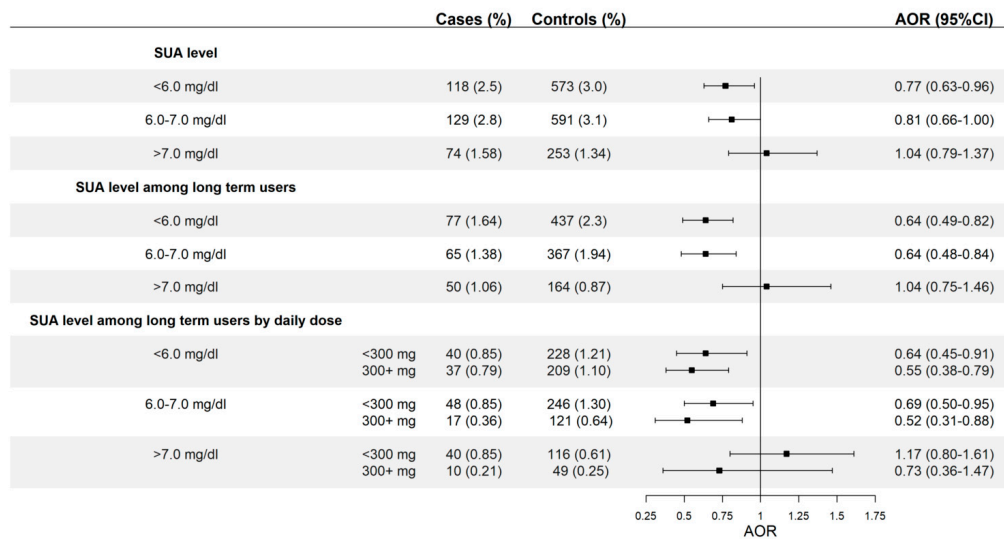 Cases (%) Controls (%) AOR (95%CI)
SUA level
<6.0 mg/dl 118 (2.5) 573 (3.0) 0.77 (0.63-0.96)
6.0-7.0 mg/dl 129 (2.8) 591 (3.1) 0.81 (0.66-1.00)
>7.0 mg/dl 74 (1.58) 253 (1.34) 1.04 (0.79-1.37)
SUA level among long term users
<6.0 mg/dl 77 (1.64) 437 (2.3) 0.64 (0.49-0.82)
6.0-7.0 mg/dl 65 (1.38) 367 (1.94) 0.64 (0.48-0.84)
>7.0 mg/dl 50 (1.06) 164 (0.87) 1.04 (0.75-1.46)
SUA level among long term users by daily dose
<6.0 mg/dl <300 mg 40 (0.85) 228 (1.21) 0.64 (0.45-0.91)
300+ mg 37 (0.79) 209 (1.10) 0.55 (0.38-0.79)
6.0-7.0 mg/dl <300 mg 48 (0.85) 246 (1.30) 0.69 (0.50-0.95)
300+ mg 17 (0.36) 121 (0.64) 0.52 (0.31-0.88)
>7.0 mg/dl <300 mg 40 (0.85) 116 (0.61) 1.17 (0.80-1.61)
300+ mg 10 (0.21) 49 (0.25) 0.73 (0.36-1.47)
0.25 0.5 0.75 1 1.25 1.5 1.75
AOR